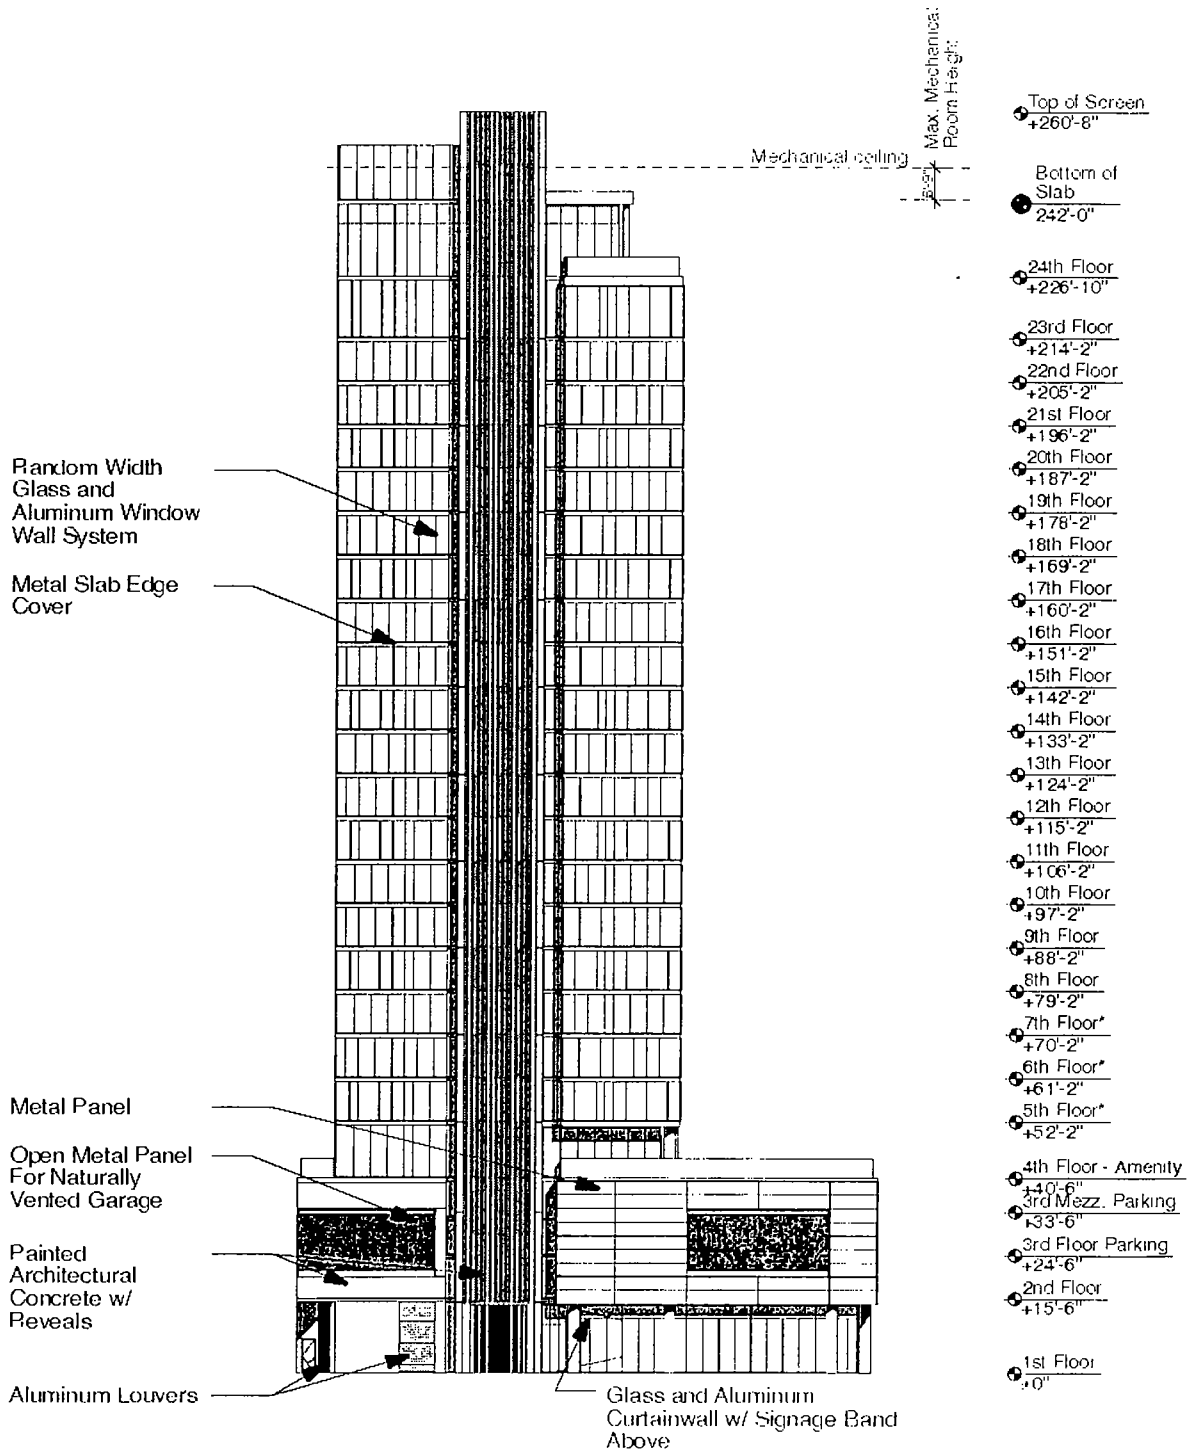 Max. Mechanical
Room Height
Top of Screen
+260'-8"
Mechanical ceiling
Bottom of
Slab
242'-0"
24th Floor
+226'-10"
23rd Floor
+214'-2"
22nd Floor
+205'-2"
21st Floor
+196'-2"
20th Floor
+187'-2"
19th Floor
+178'-2"
18th Floor
+169'-2"
17th Floor
+160'-2"
16th Floor
+151'-2"
15th Floor
+142'-2"
14th Floor
+133'-2"
13th Floor
+124'-2"
12th Floor
+115'-2"
11th Floor
+106'-2"
10th Floor
+97'-2"
9th Floor
+88'-2"
8th Floor
+79'-2"
7th Floor*
+70'-2"
6th Floor*
+61'-2"
5th Floor*
+52'-2"
4th Floor - Amenity
+40'-6"
3rd Mezz. Parking
+33'-6"
3rd Floor Parking
+24'-6"
2nd Floor
+15'-6"
1st Floor
Random Width
Glass and
Aluminum Window
Wall System
Metal Slab Edge
Cover
Metal Panel
Open Metal Panel
For Naturally
Vented Garage
Painted
Architectural
Concrete w/
Reveals
Aluminum Louvers
Glass and Aluminum
Curtainwall w/ Signage Band
Above